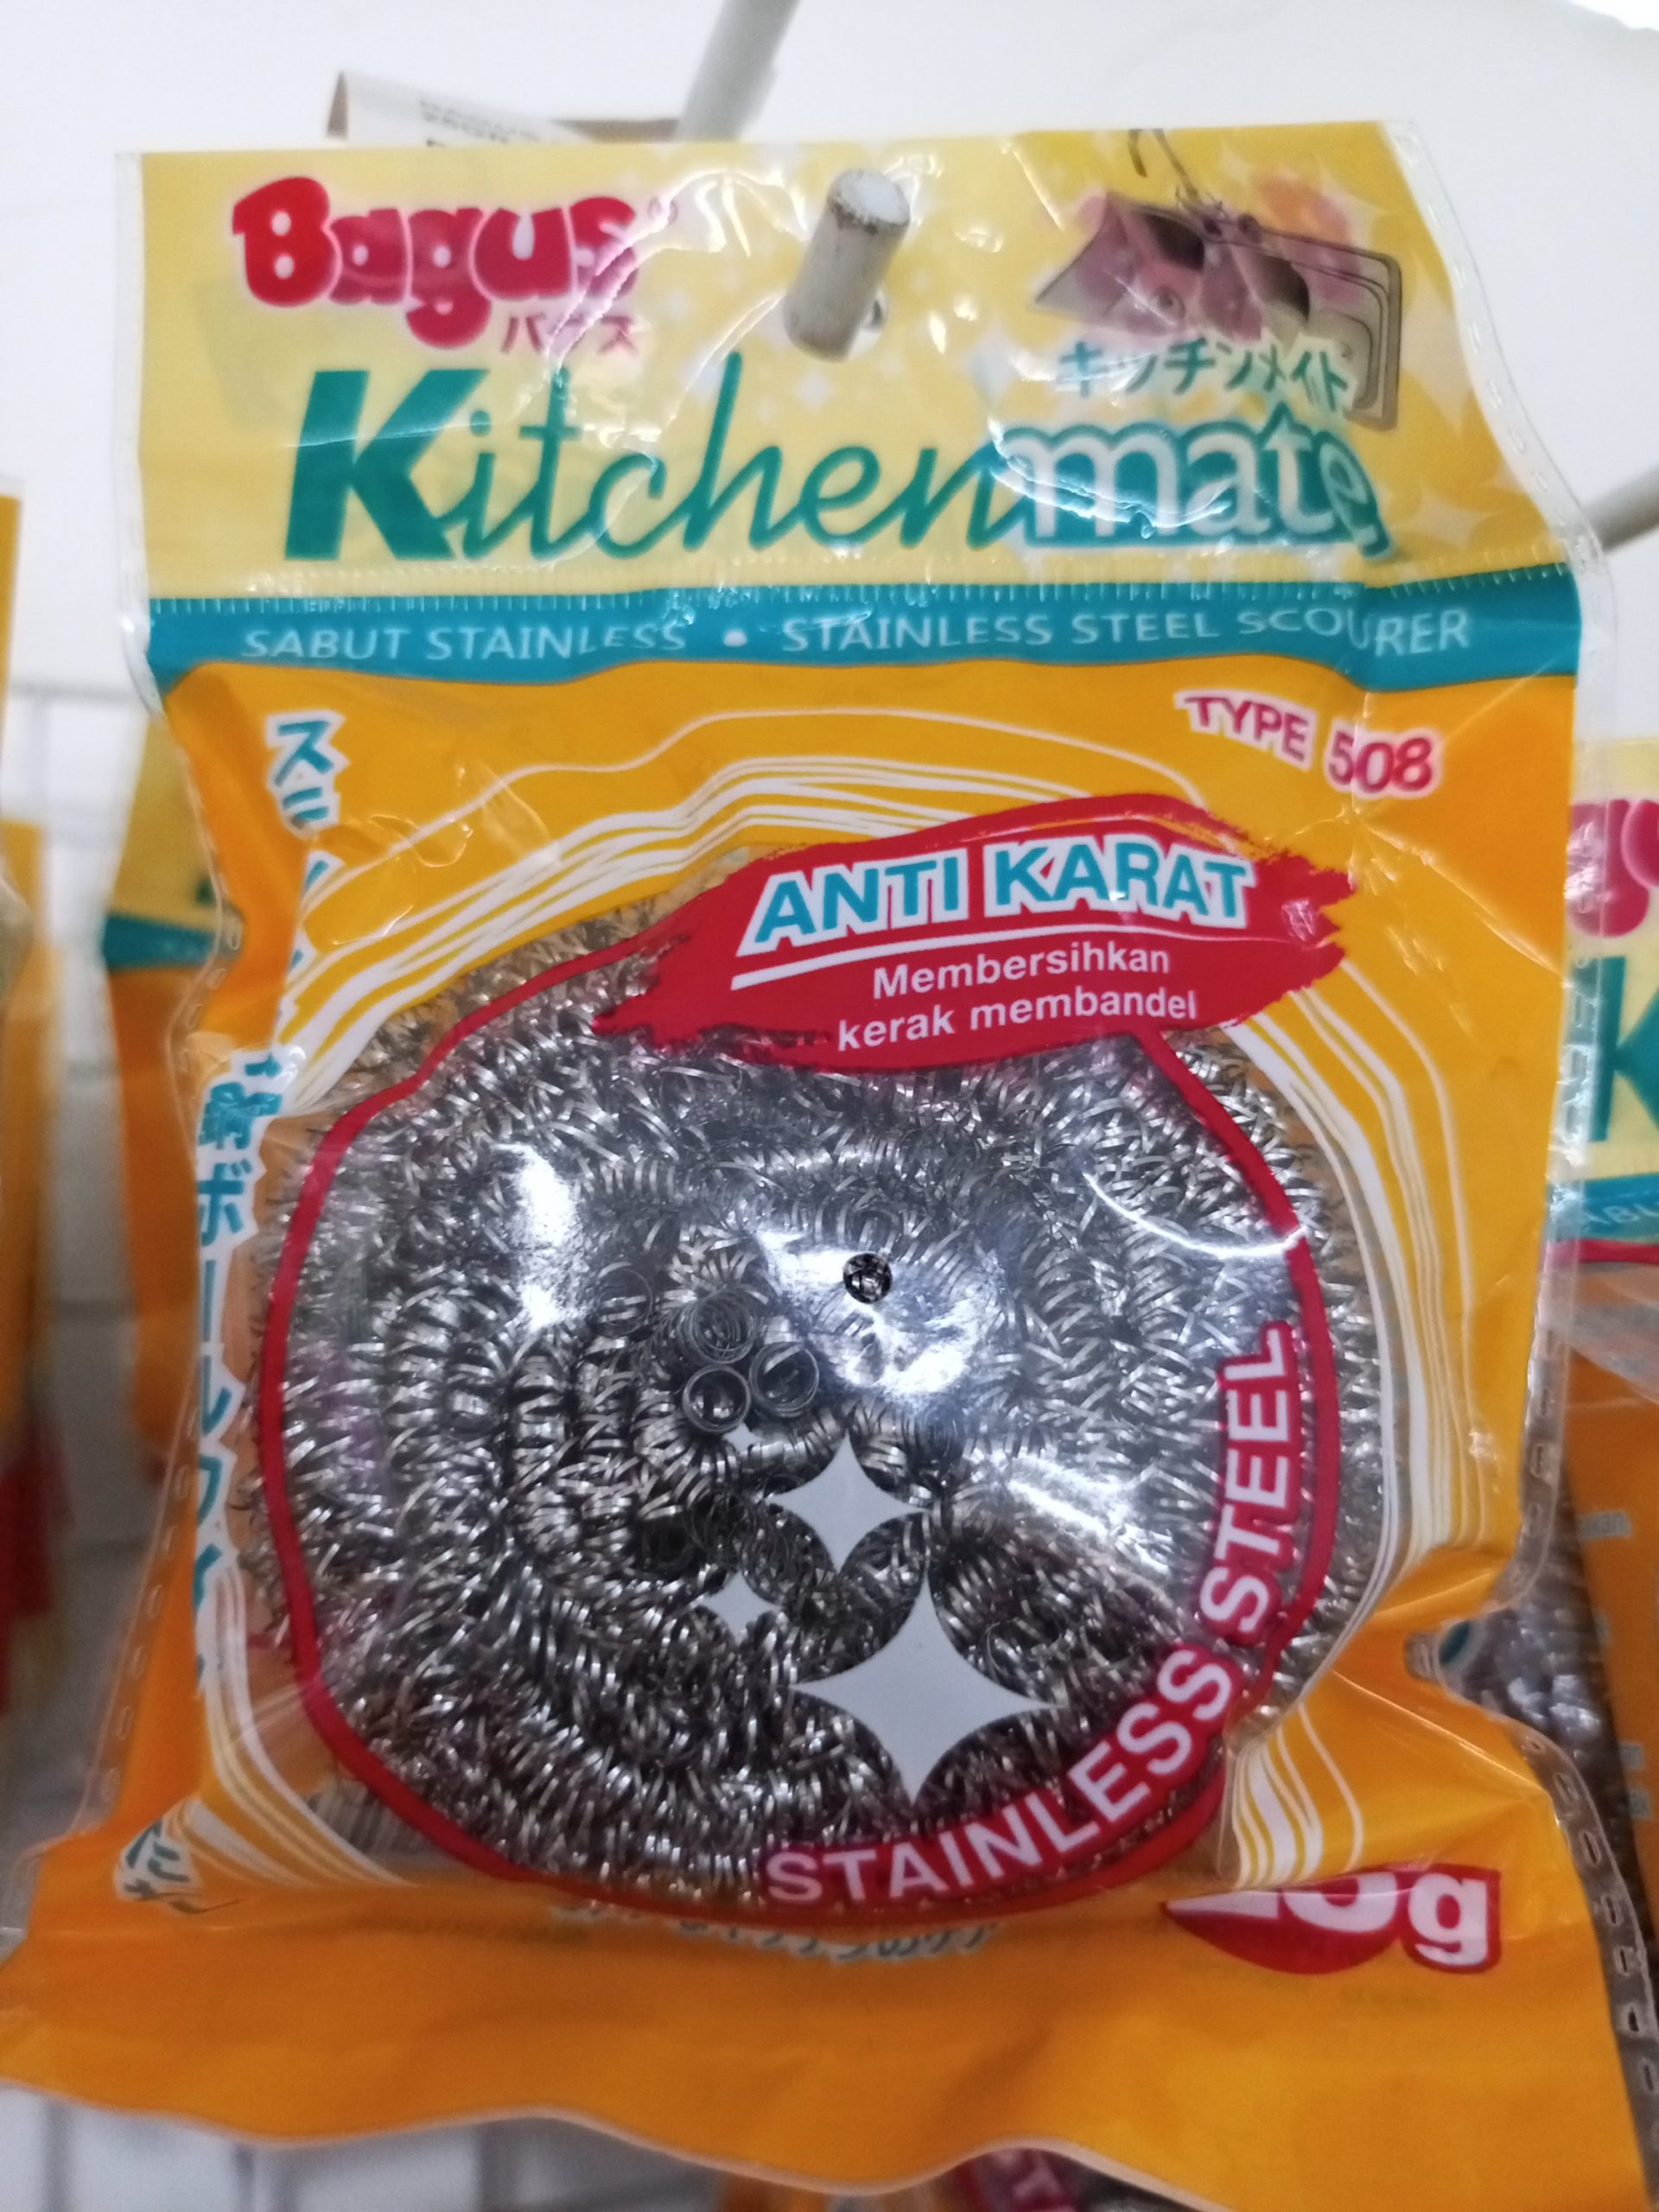 Bagus
バグス
キッチンメイト
Kitchenmate
SABUT STAINLESS • STAINLESS STEEL SCOURER
TYPE 508
ANTI KARAT
Membersihkan
kerak membandel
STAINLESS STEEL